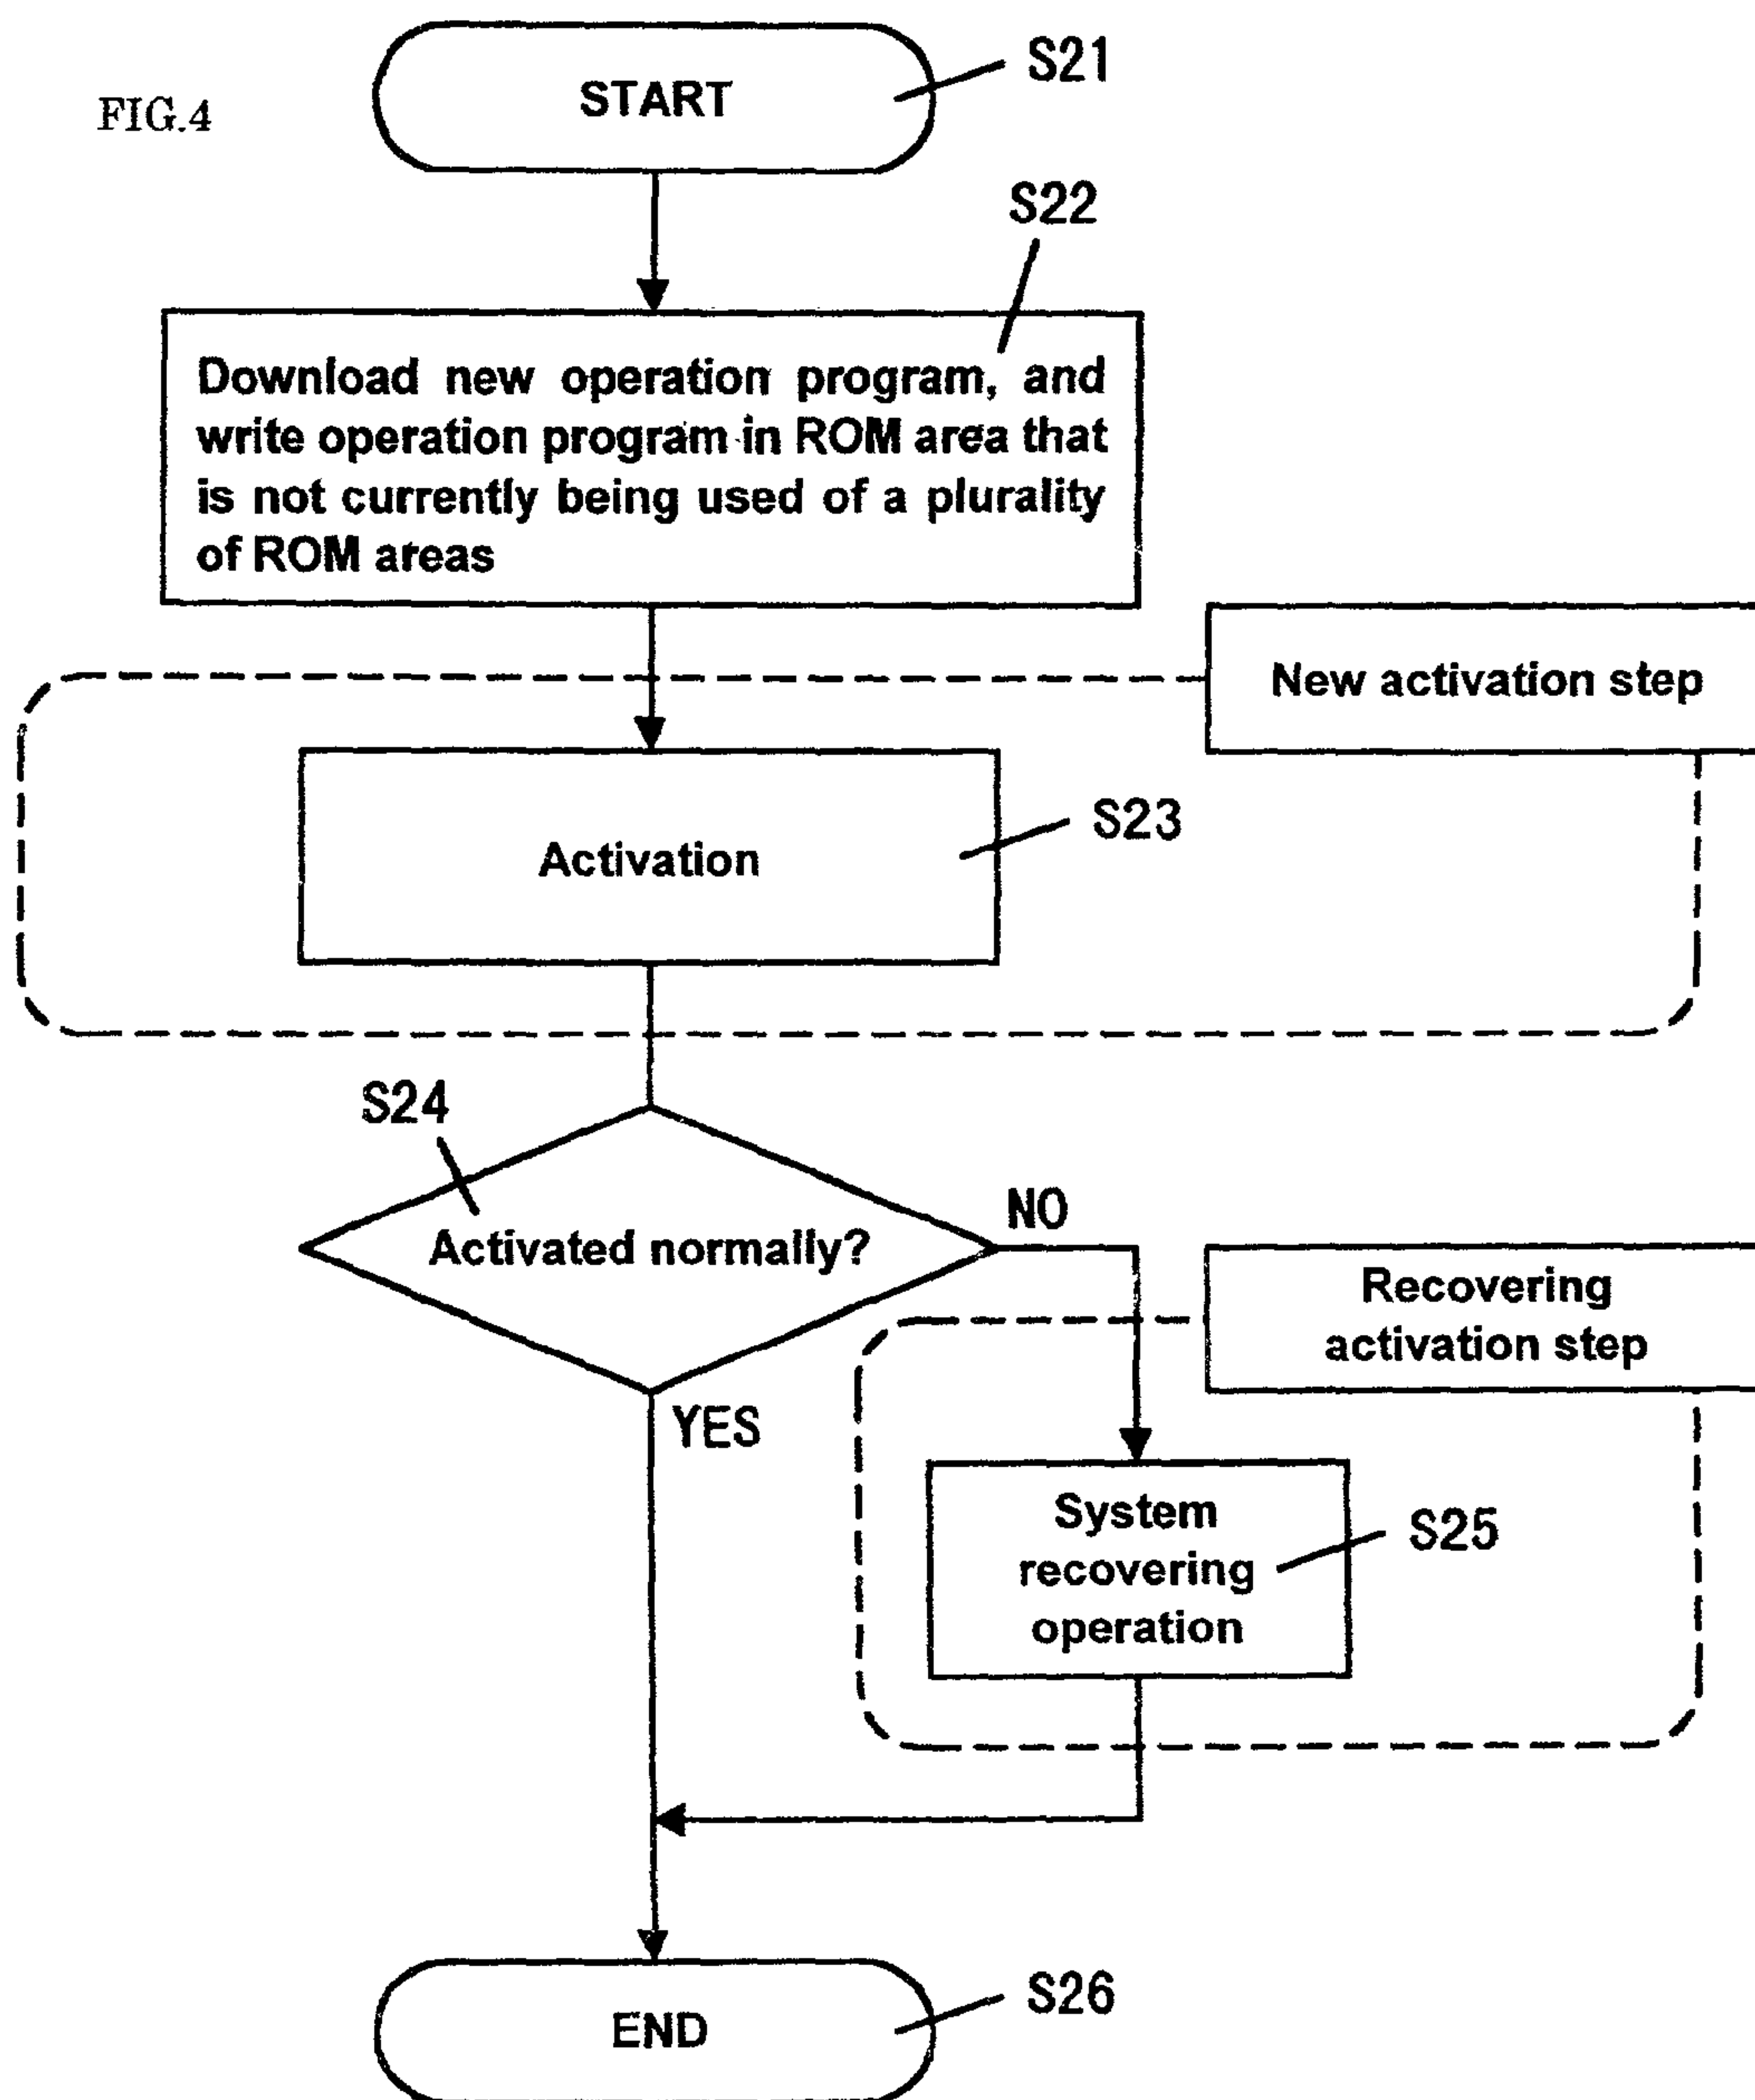 FIG.4
START
S21
S22
Download new operation program, and
write operation program in ROM area that
is not currently being used of a plurality
of ROM areas
New activation step
Activation
S23
S24
Activated normally?
NO
YES
Recovering
activation step
System
recovering
operation
S25
END
S26